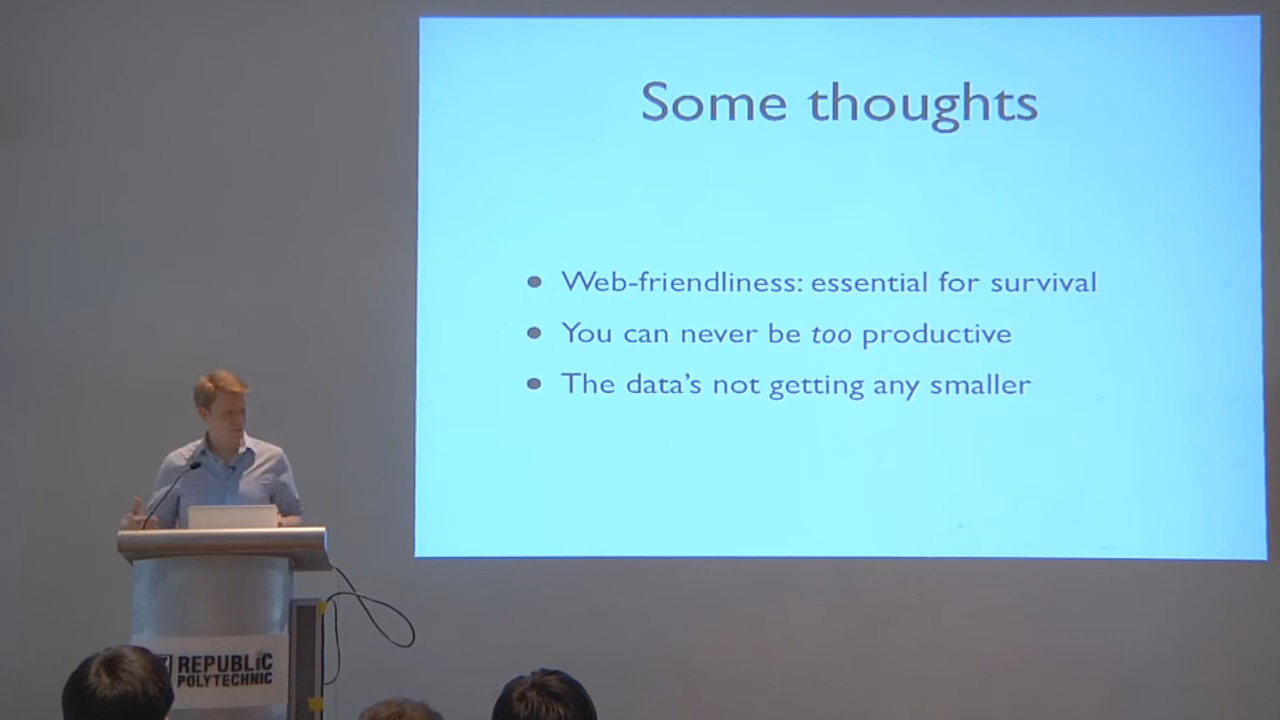 Some thoughts
• Web-friendliness: essential for survival
• You can never be too productive
• The data's not getting any smaller
REPUBLIC
POLYTECHNIC